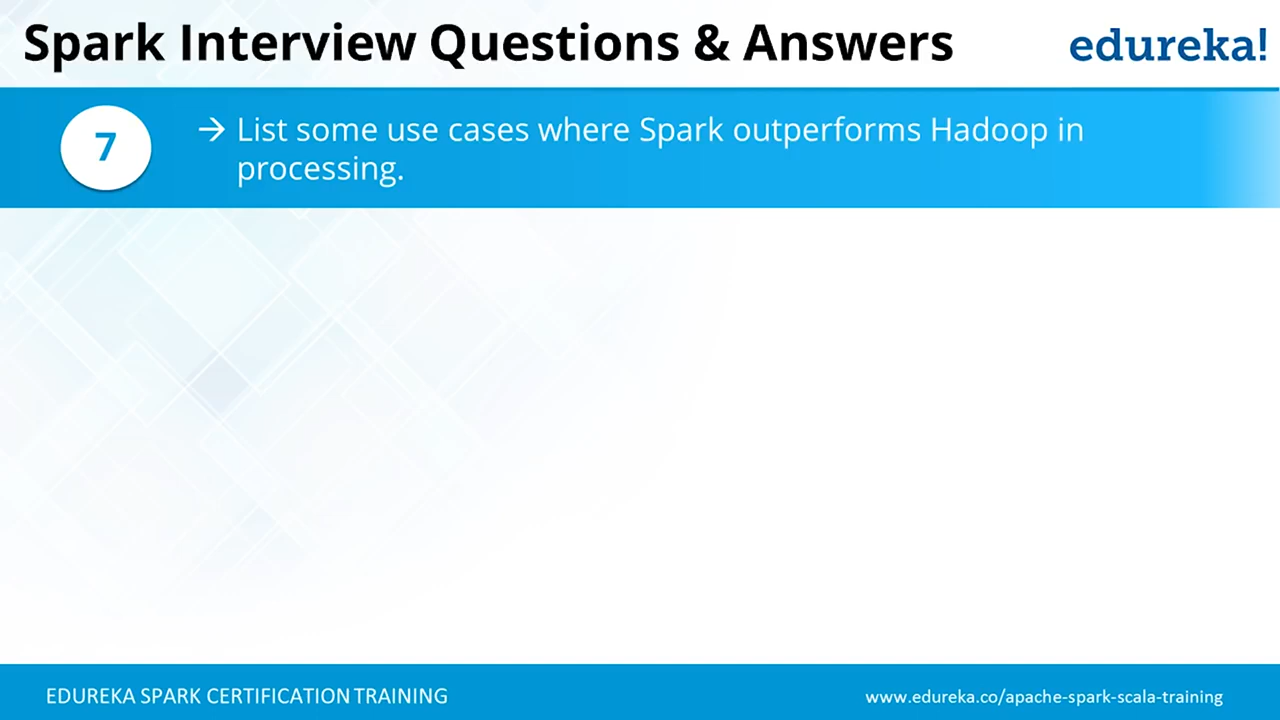 Spark Interview Questions & Answers
edureka!
7
→ List some use cases where Spark outperforms Hadoop in
processing.
EDUREKA SPARK CERTIFICATION TRAINING
www.edureka.co/apache-spark-scala-training